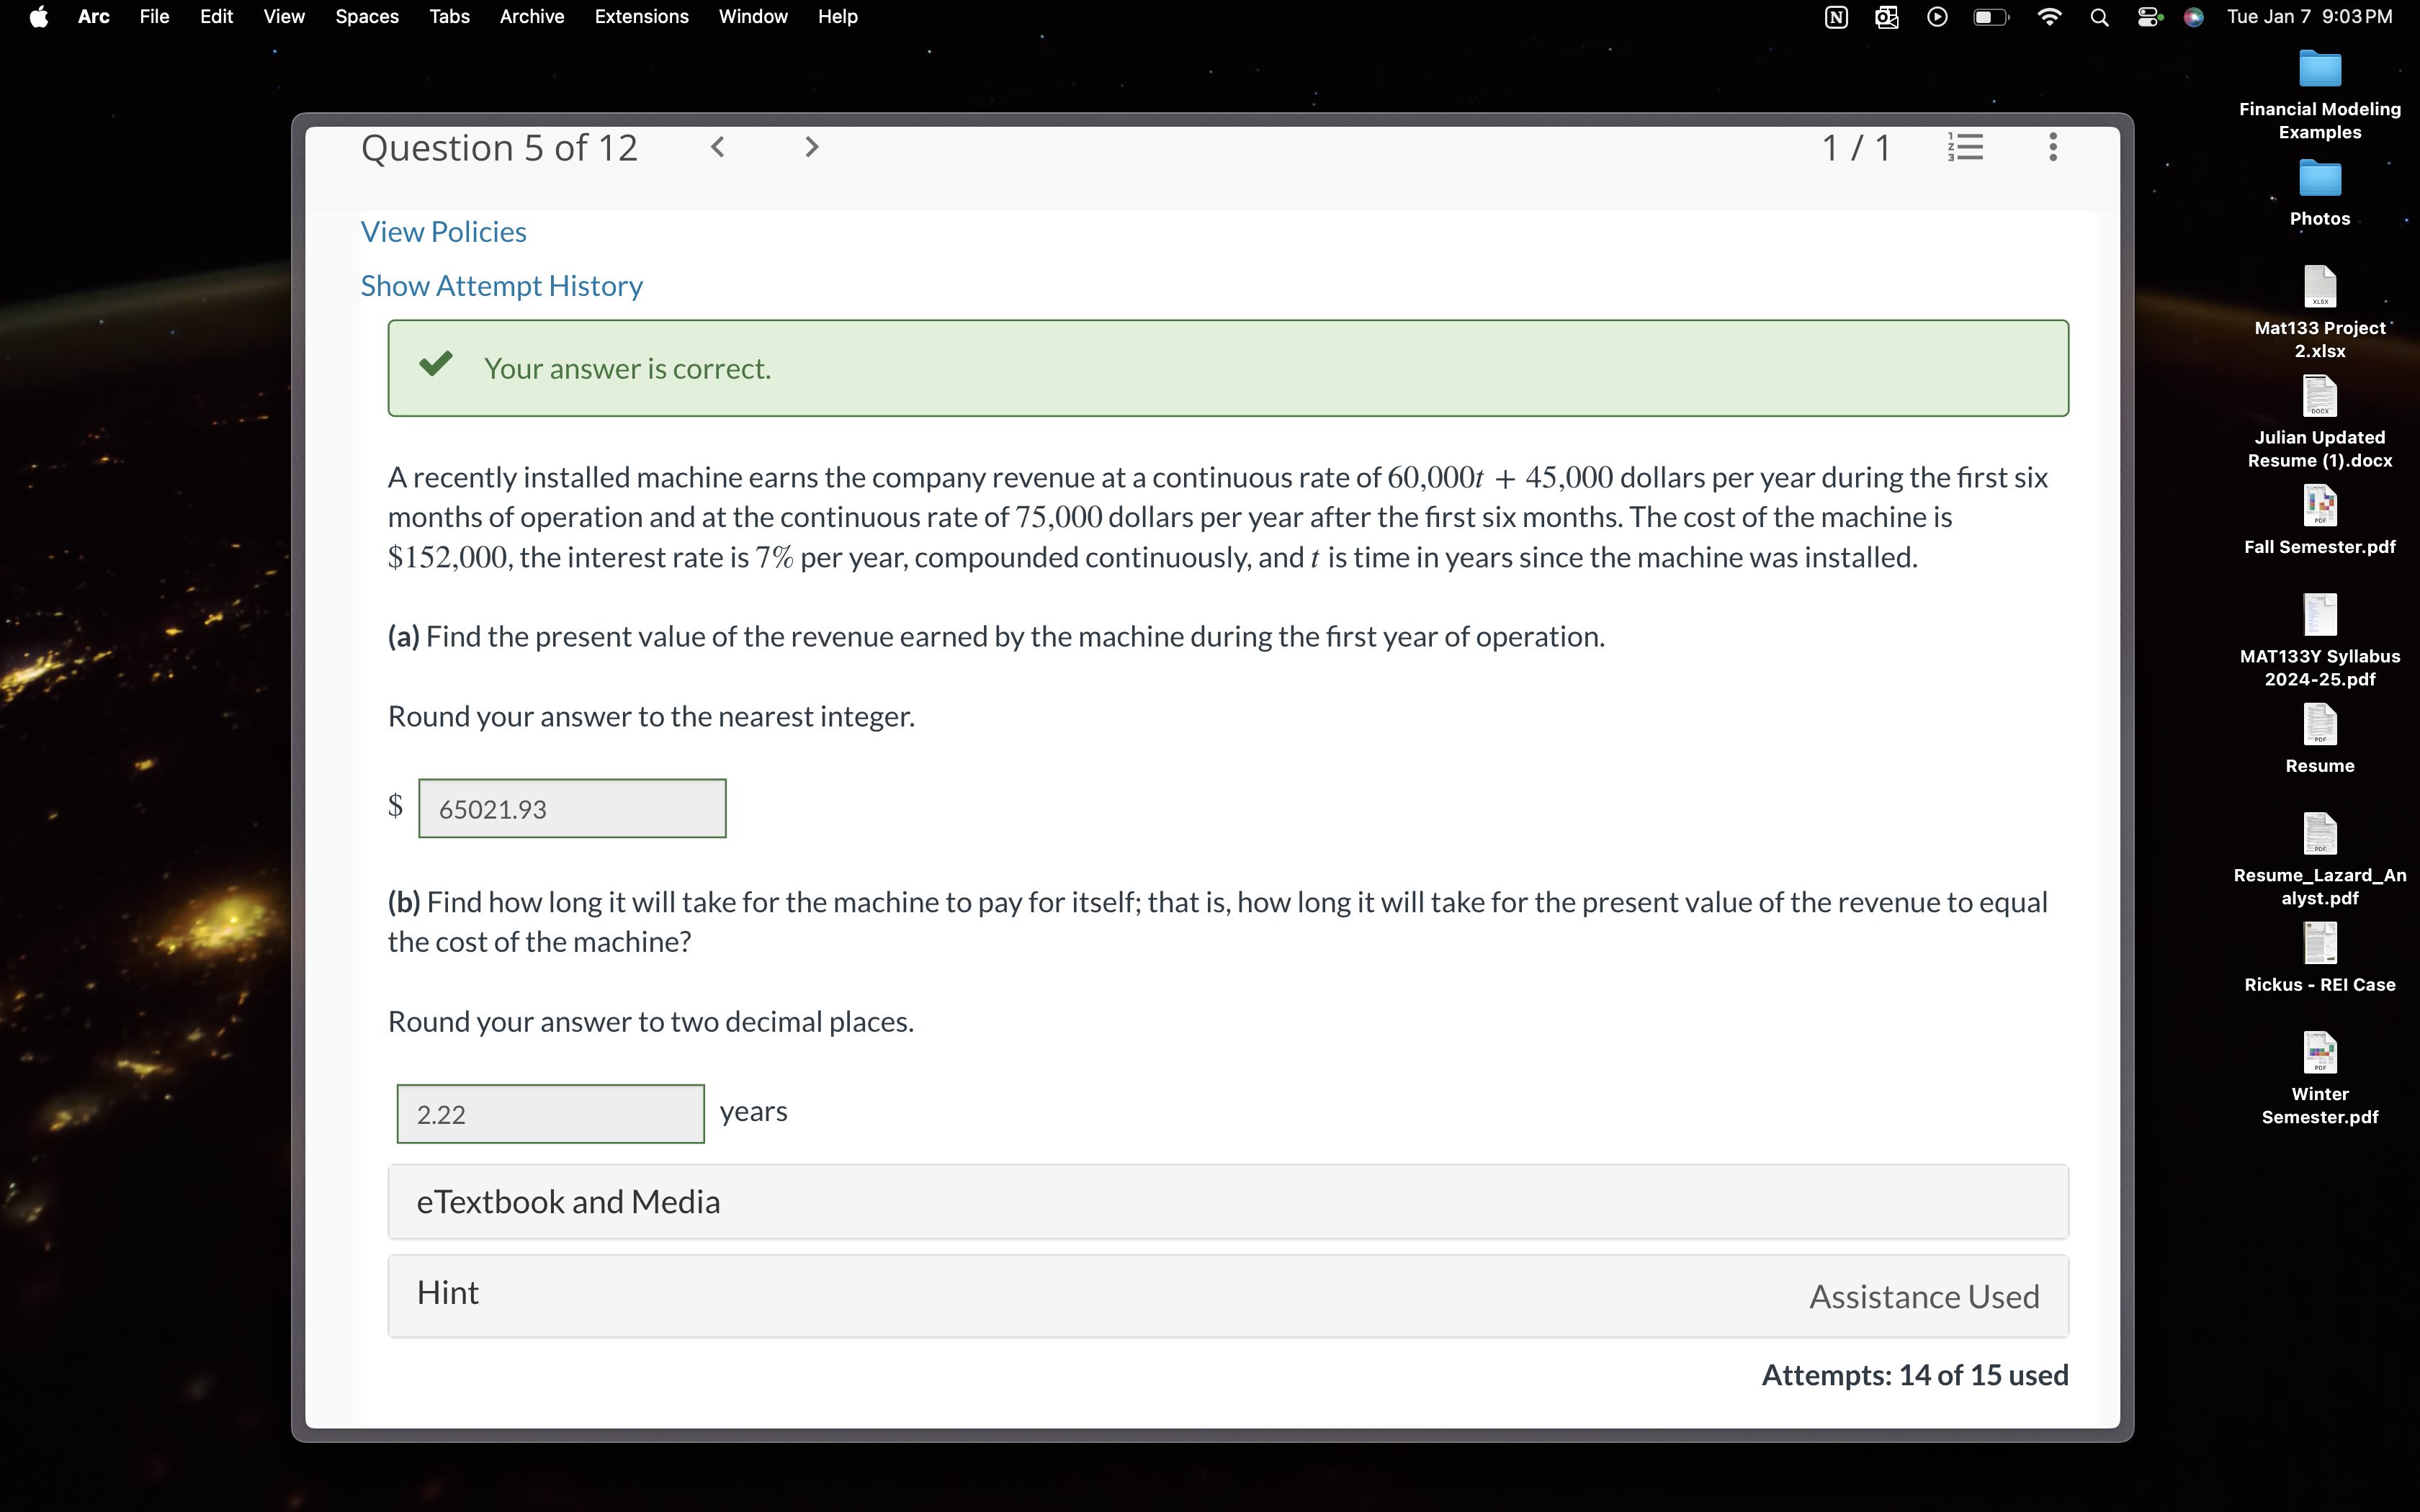 Arc File Edit View Spaces Tabs Archive Extensions Window Help
Tue Jan 7 9:03 PM
Question 5 of 12
1 / 1
View Policies
Show Attempt History
Your answer is correct.
A recently installed machine earns the company revenue at a continuous rate of 60,000t + 45,000 dollars per year during the first six
months of operation and at the continuous rate of 75,000 dollars per year after the first six months. The cost of the machine is
$152,000, the interest rate is 7% per year, compounded continuously, and t is time in years since the machine was installed.
(a) Find the present value of the revenue earned by the machine during the first year of operation.
Round your answer to the nearest integer.
$ 65021.93
(b) Find how long it will take for the machine to pay for itself; that is, how long it will take for the present value of the revenue to equal
the cost of the machine?
Round your answer to two decimal places.
2.22 years
eTextbook and Media
Hint
Assistance Used
Attempts: 14 of 15 used
Financial Modeling
Examples
Photos
XLSX
Mat133 Project
2.xlsx
DOCX
Julian Updated
Resume (1).docx
PDF
Fall Semester.pdf
MAT133Y Syllabus
2024-25.pdf
PDF
Resume
PDF
Resume_Lazard_An
alyst.pdf
Rickus - REI Case
PDF
Winter
Semester.pdf